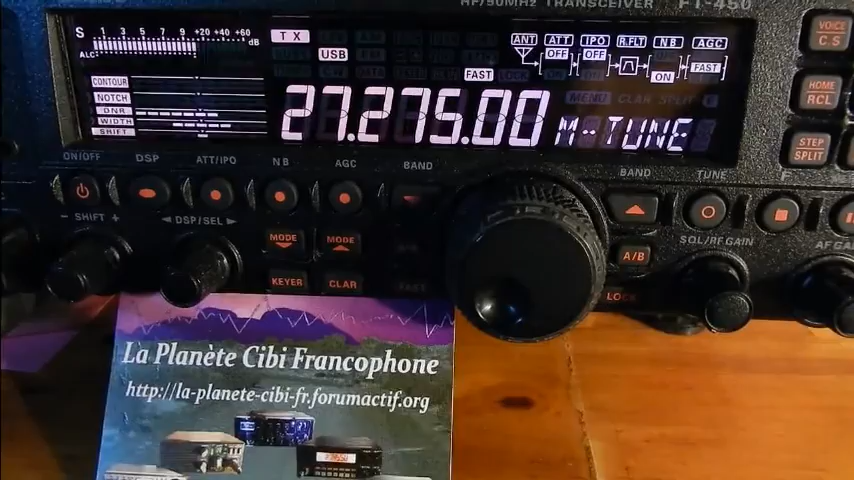 HF/50MHz TRANSCEIVER FT-450
S 1 3 5 7 9 +20 +40 +60 dB
ALC
TX
USB
FAST LOCK
ANT ATT IPO R.FLT NB AGC
OFF OFF ON FAST
CONTOUR
NOTCH
DNR
WIDTH
SHIFT
27.275.00
MEMO CLAR SPLIT
M-TUNE
VOICE
C.S
HOME
RCL
STEP
SPLIT
ON/OFF DSP ATT/IPO NB AGC BAND BAND TUNE
- SHIFT + DSP/SEL SQL/RF GAIN AF GAIN
MODE MODE A/B
KEYER CLAR FAST LOCK
La Planète Cibi Francophone
http://la-planete-cibi-fr.forumactif.org/